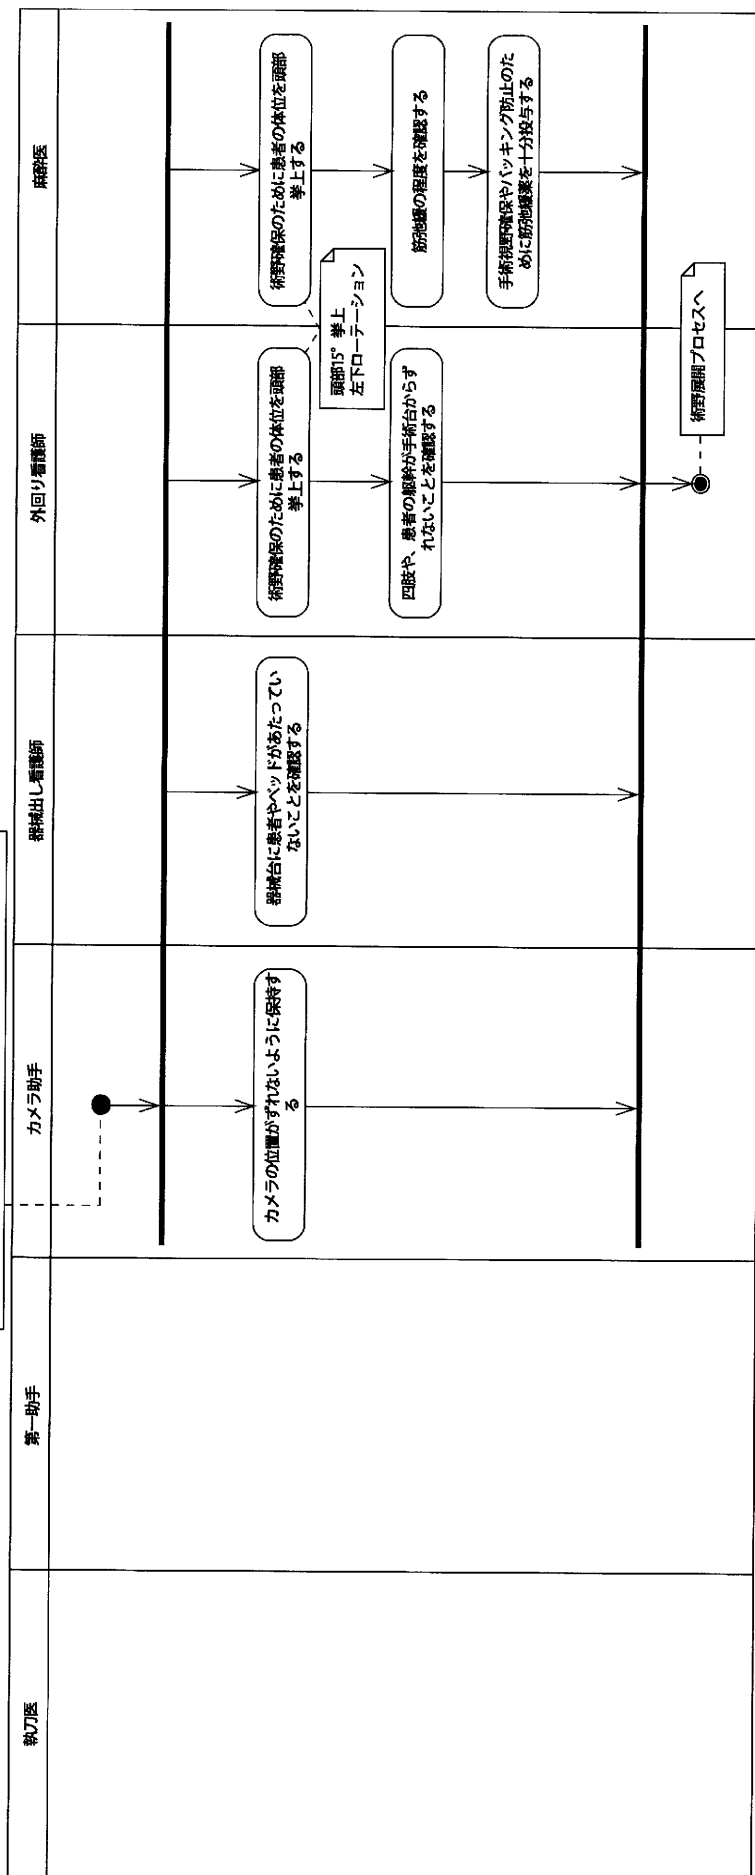 執刀医
第一助手
カメラ助手
器械出し看護師
外回り看護師
麻酔医
カメラの位置がずれないように保持す
る
器械台に患者やベッドがあたってい
ないことを確認する
術野確保のために患者の体位を頭部
挙上する
術野確保のために患者の体位を頭部
挙上する
頭部15° 挙上
左下ローテーション
四肢や、患者の躯幹が手術台からず
れないことを確認する
筋弛緩の程度を確認する
手術視野確保やバッキング防止のた
めに筋弛緩薬を十分投与する
術野展開プロセスへ